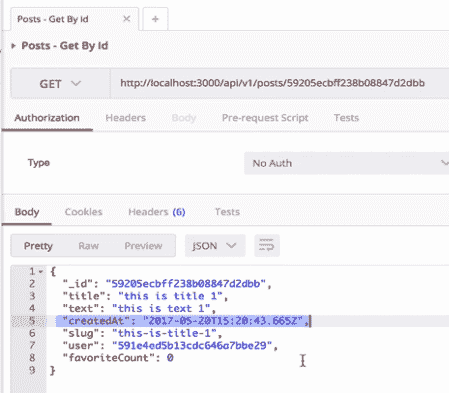 Posts - Get By Id
Posts - Get By Id
GET http://localhost:3000/api/v1/posts/59205ecbff238b08847d2dbb
Authorization Headers Body Pre-request Script Tests
Type No Auth
Body Cookies Headers (6) Tests
Pretty Raw Preview JSON
1 {
2 "_id": "59205ecbff238b08847d2dbb",
3 "title": "this is title 1",
4 "text": "this is text 1",
5 "createdAt": "2017-05-20T15:20:43.665Z",
6 "slug": "this-is-title-1",
7 "user": "591e4ed5b13cdc646a7bbe29",
8 "favoriteCount": 0
9 }